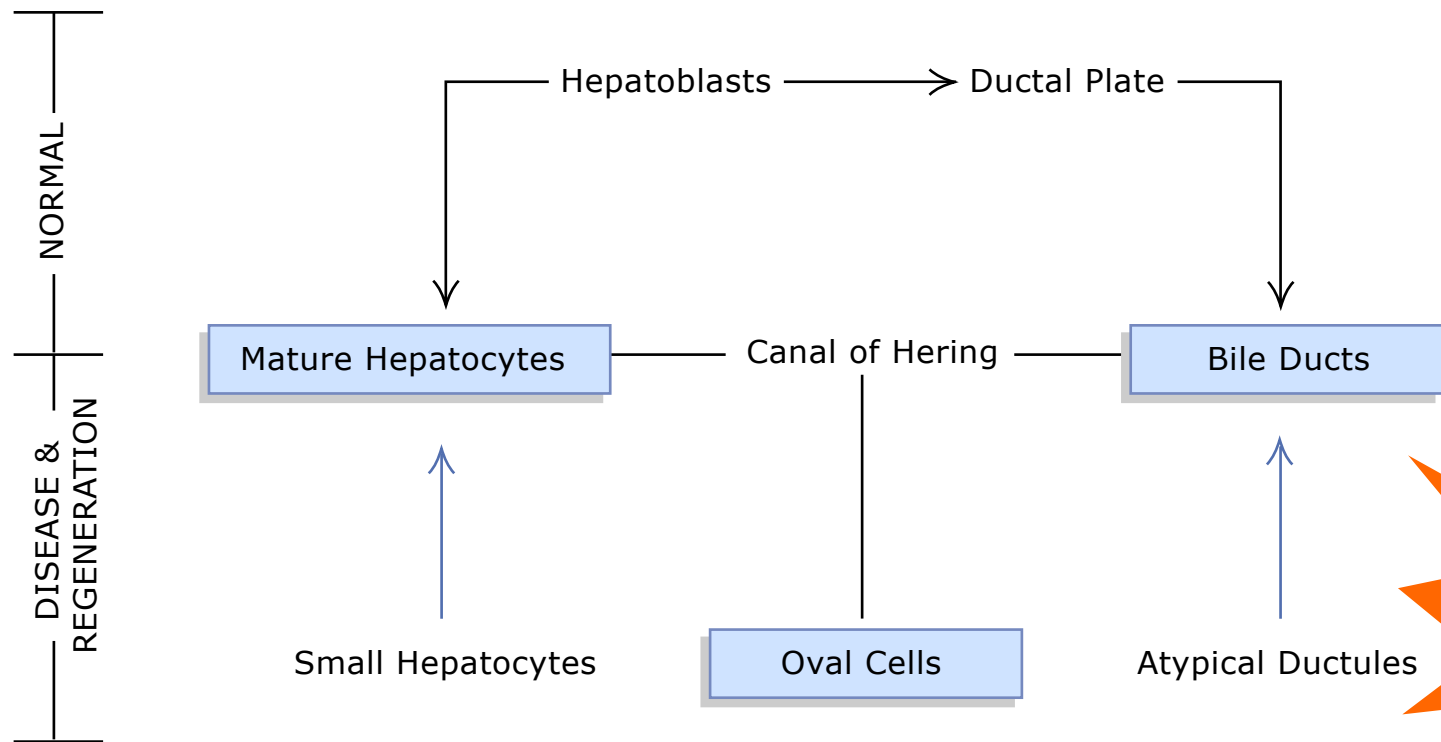 NORMAL
Hepatoblasts
Ductal Plate
Mature Hepatocytes
Canal of Hering
Bile Ducts
DISEASE &
REGENERATION
Small Hepatocytes
Oval Cells
Atypical Ductules